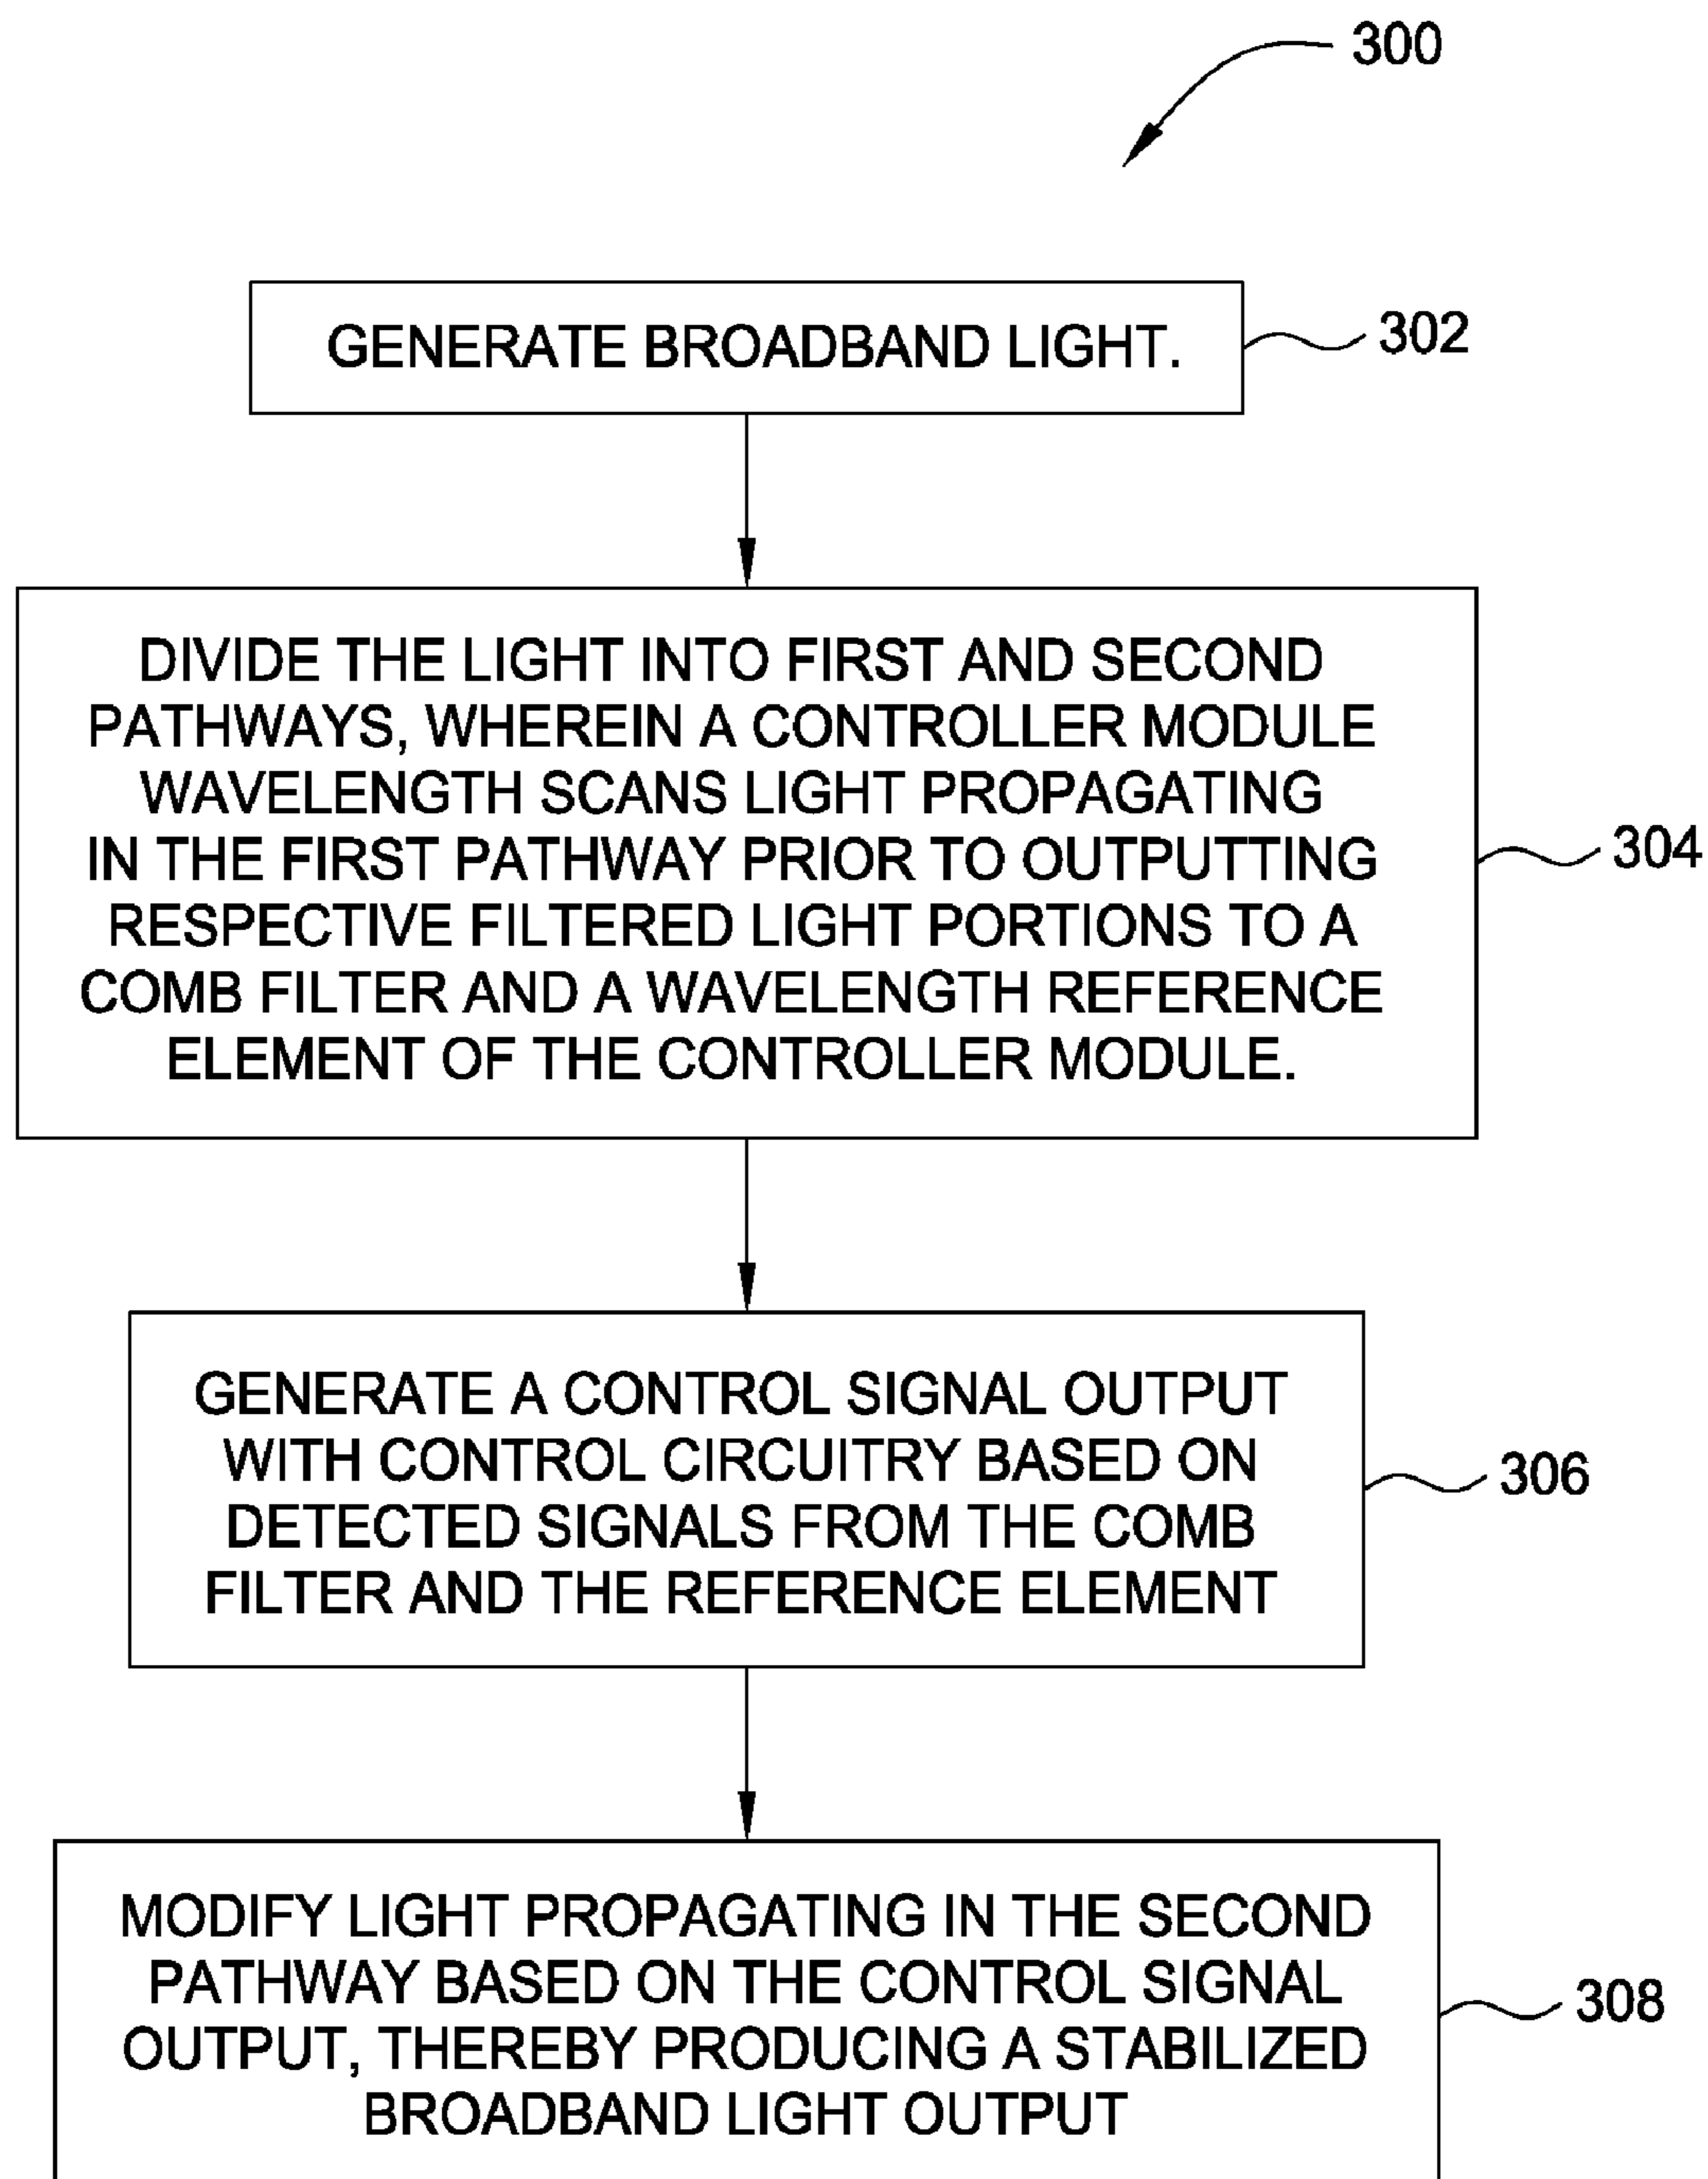 300
GENERATE BROADBAND LIGHT.
302
DIVIDE THE LIGHT INTO FIRST AND SECOND
PATHWAYS, WHEREIN A CONTROLLER MODULE
WAVELENGTH SCANS LIGHT PROPAGATING
IN THE FIRST PATHWAY PRIOR TO OUTPUTTING
RESPECTIVE FILTERED LIGHT PORTIONS TO A
COMB FILTER AND A WAVELENGTH REFERENCE
ELEMENT OF THE CONTROLLER MODULE.
304
GENERATE A CONTROL SIGNAL OUTPUT
WITH CONTROL CIRCUITRY BASED ON
DETECTED SIGNALS FROM THE COMB
FILTER AND THE REFERENCE ELEMENT
306
MODIFY LIGHT PROPAGATING IN THE SECOND
PATHWAY BASED ON THE CONTROL SIGNAL
OUTPUT, THEREBY PRODUCING A STABILIZED
BROADBAND LIGHT OUTPUT
308